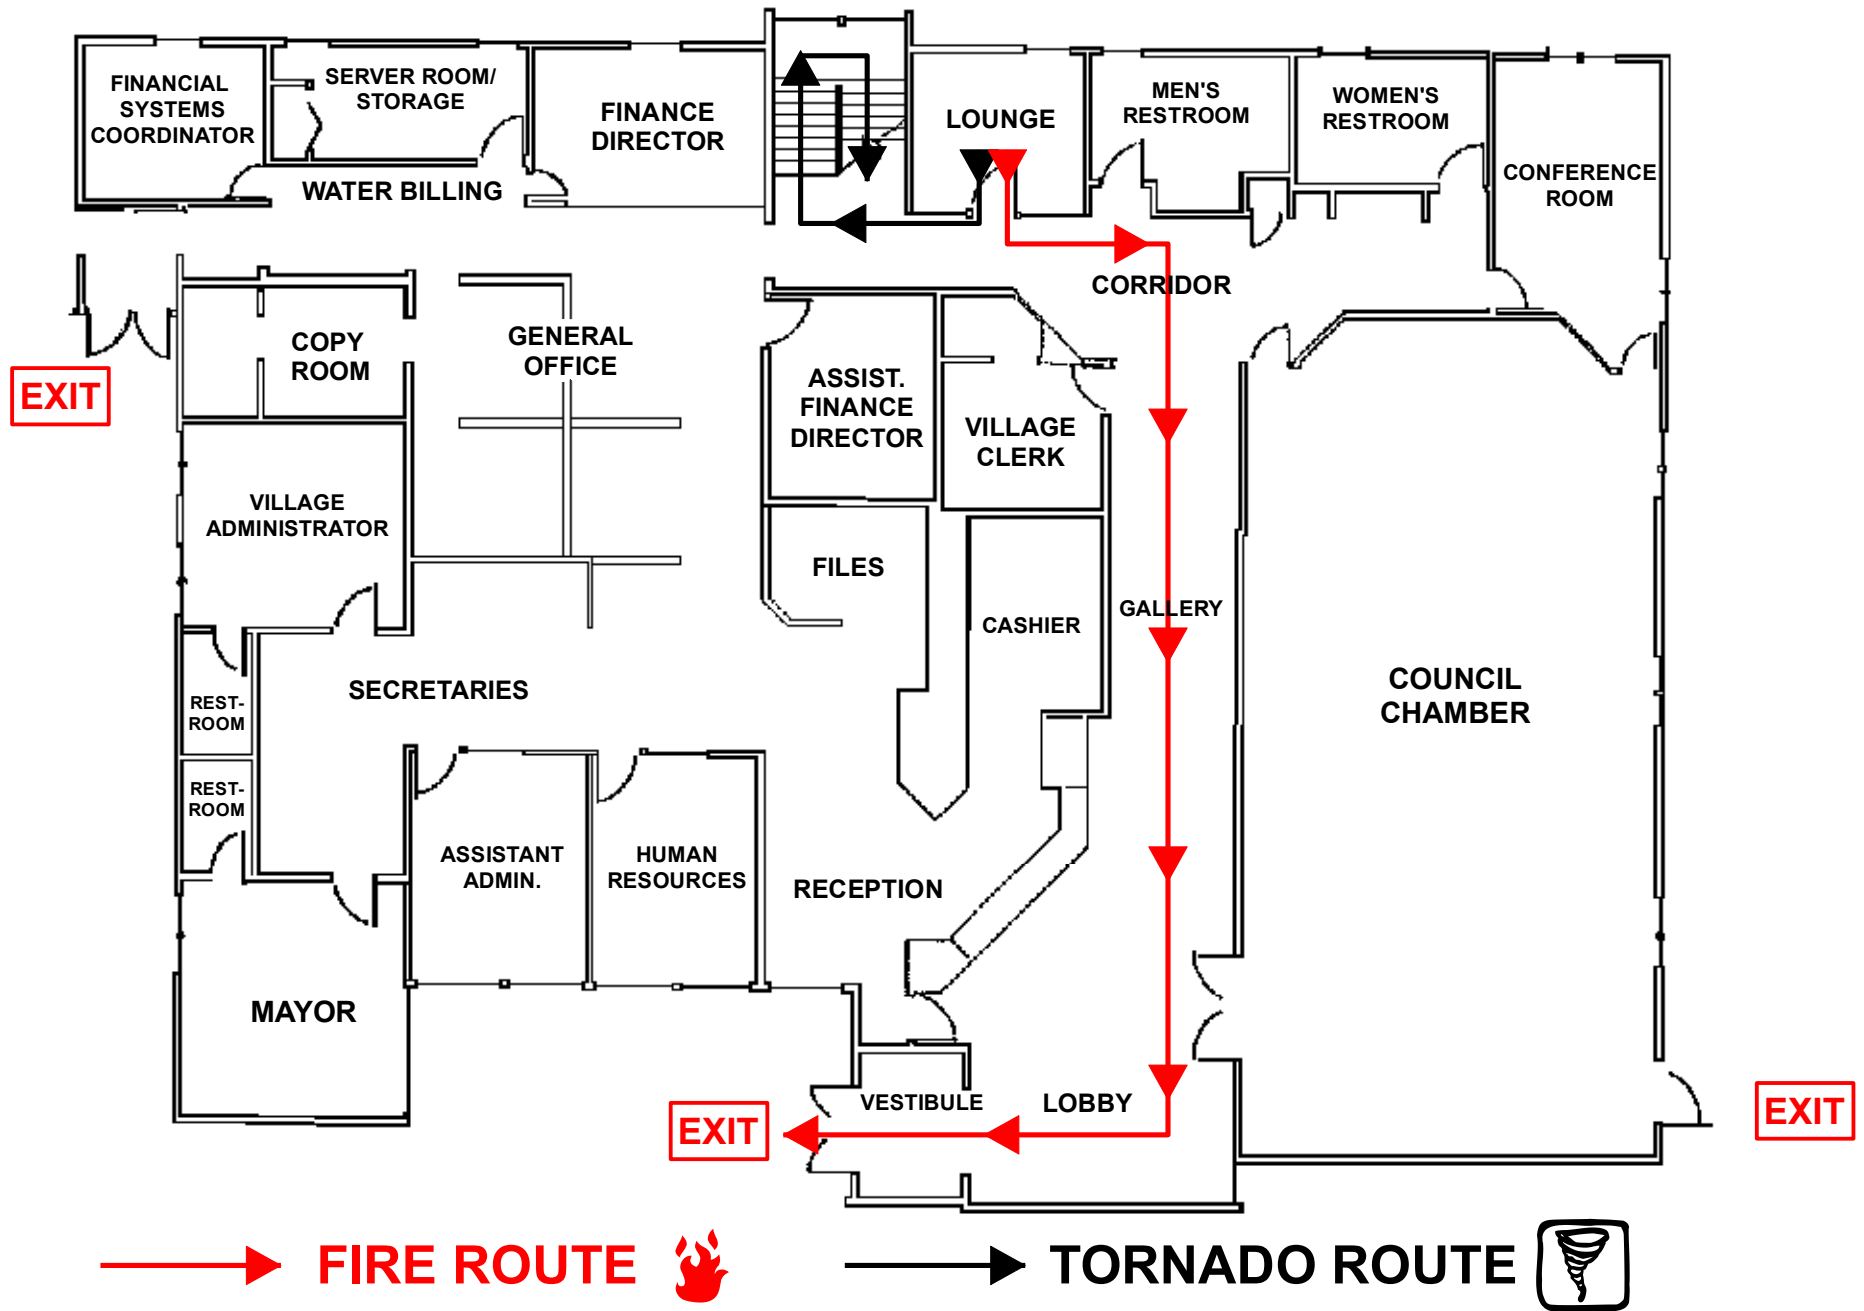 FINANCIAL
SYSTEMS
COORDINATOR
SERVER ROOM/
STORAGE
FINANCE
DIRECTOR
LOUNGE
MEN'S
RESTROOM
WOMEN'S
RESTROOM
CONFERENCE
ROOM
WATER BILLING
CORRIDOR
EXIT
COPY
ROOM
GENERAL
OFFICE
ASSIST.
FINANCE
DIRECTOR
VILLAGE
CLERK
VILLAGE
ADMINISTRATOR
FILES
CASHIER
GALLERY
REST-
ROOM
SECRETARIES
COUNCIL
CHAMBER
REST-
ROOM
ASSISTANT
ADMIN.
HUMAN
RESOURCES
RECEPTION
MAYOR
EXIT
VESTIBULE
LOBBY
EXIT
FIRE ROUTE
TORNADO ROUTE